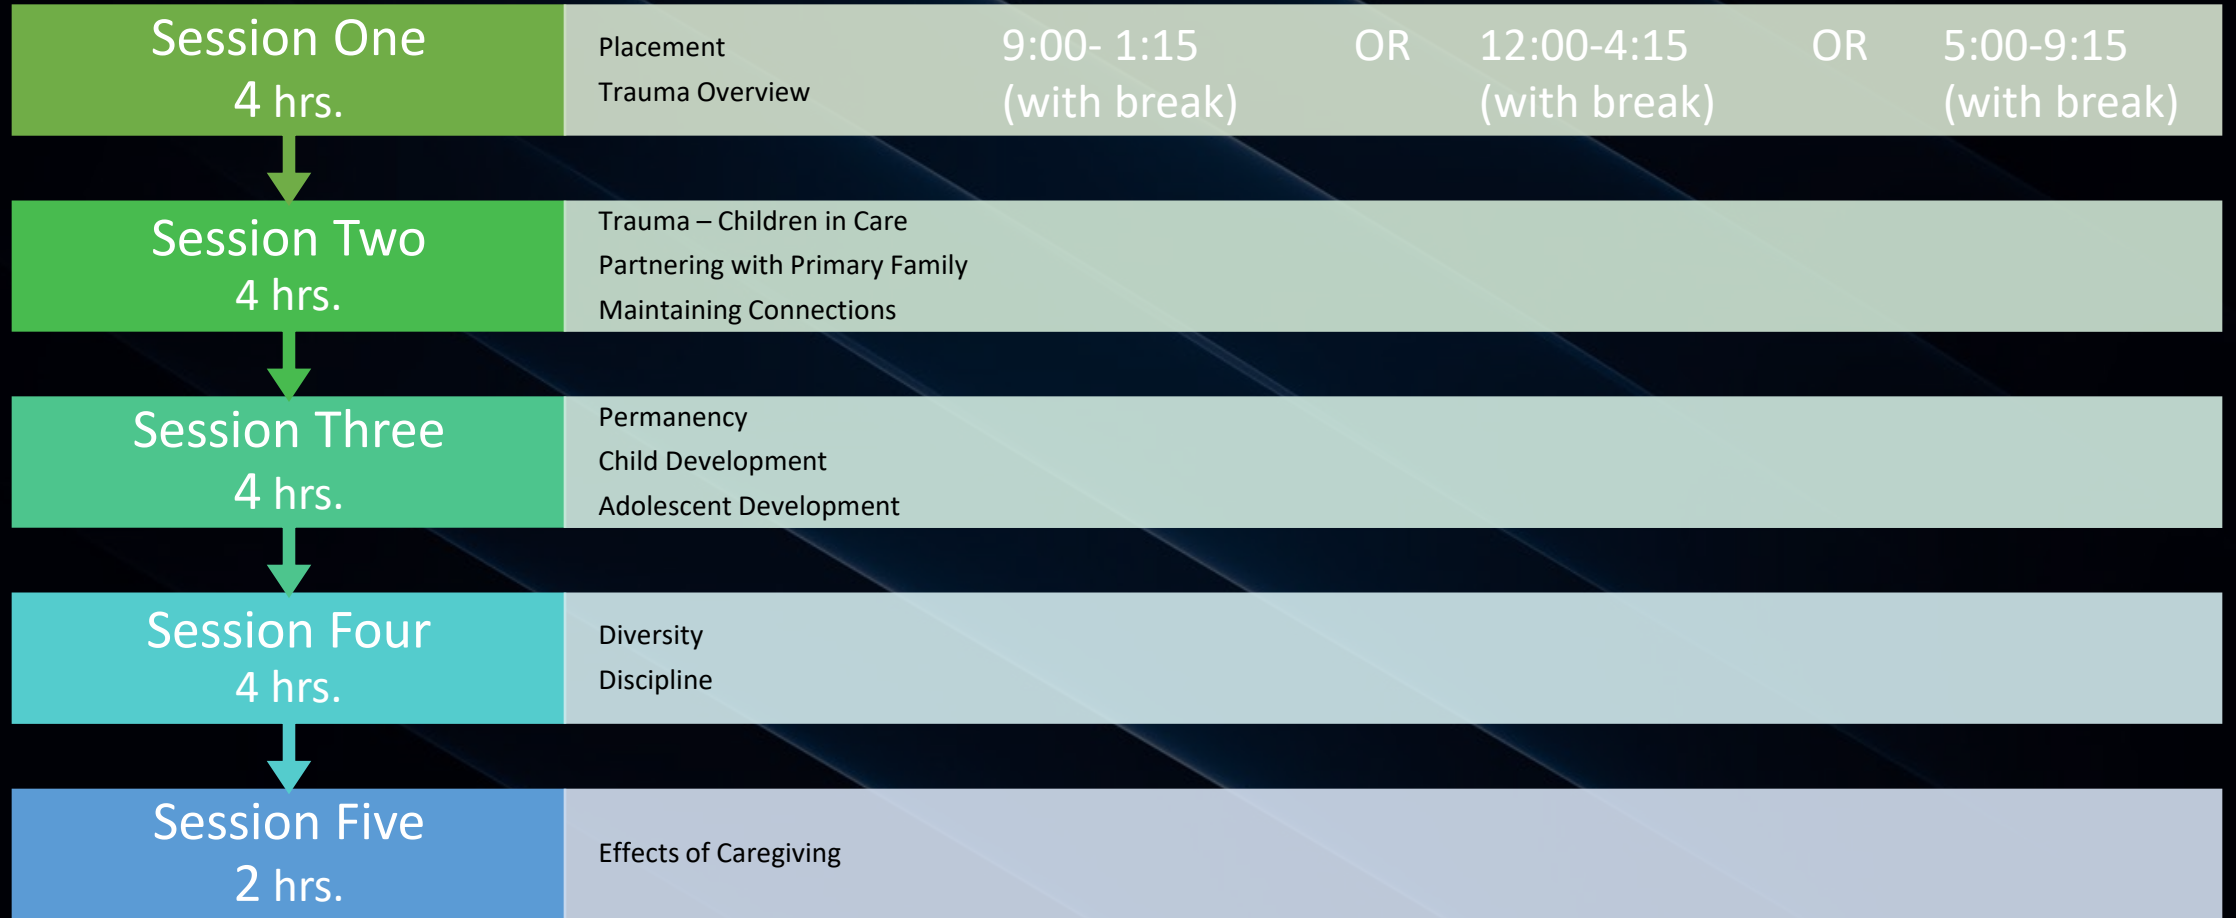 Session One
4 hrs.
Placement
Trauma Overview
9:00- 1:15 OR 12:00-4:15 OR 5:00-9:15
(with break) (with break) (with break)
Session Two
4 hrs.
Trauma – Children in Care
Partnering with Primary Family
Maintaining Connections
Session Three
4 hrs.
Permanency
Child Development
Adolescent Development
Session Four
4 hrs.
Diversity
Discipline
Session Five
2 hrs.
Effects of Caregiving